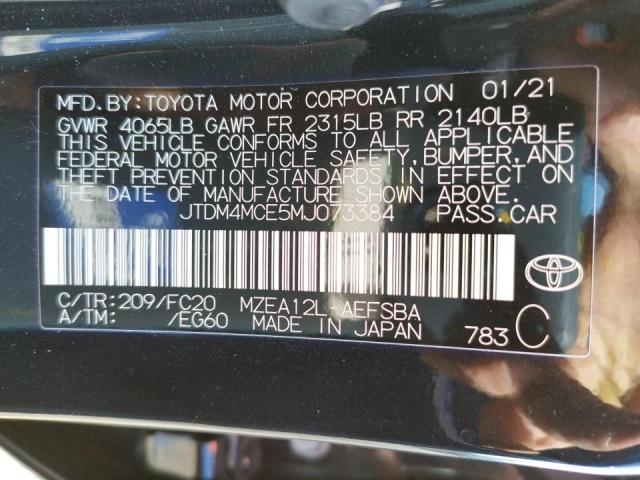 MFD.BY:TOYOTA MOTOR CORPORATION 01/21
GVWR 4065LB GAWR FR 2315LB RR 2140LB
THIS VEHICLE CONFORMS TO ALL APPLICABLE
FEDERAL MOTOR VEHICLE SAFETY,BUMPER,AND
THEFT PREVENTION STANDARDS IN EFFECT ON
THE DATE OF MANUFACTURE SHOWN ABOVE.
JTDM4MCE5MJ073384 PASS.CAR
C/TR:209/FC20 MZEA12L-AEFSBA
A/TM: /EG60 MADE IN JAPAN 783 C